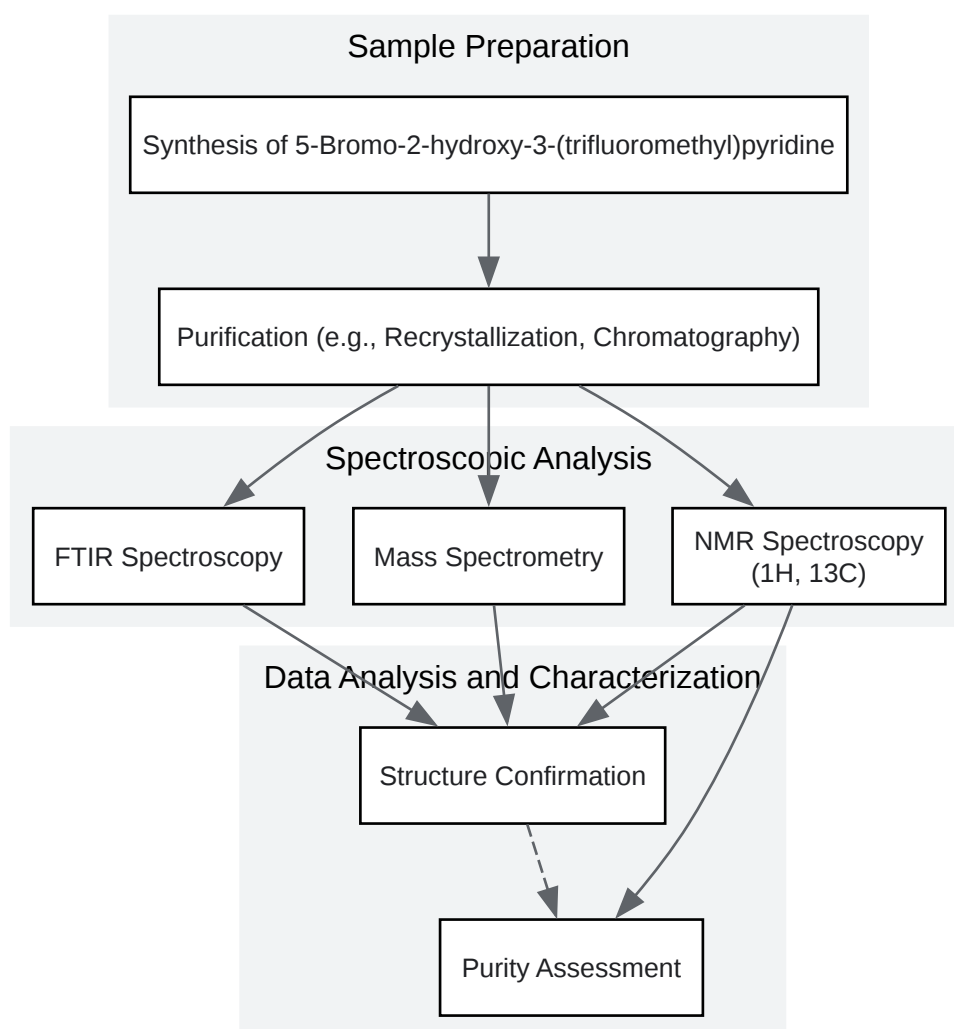 Sample Preparation
Synthesis of 5-Bromo-2-hydroxy-3-(trifluoromethyl)pyridine
Purification (e.g., Recrystallization, Chromatography)
Spectroscopic Analysis
FTIR Spectroscopy
Mass Spectrometry
NMR Spectroscopy
(1H, 13C)
Data Analysis and Characterization
Structure Confirmation
Purity Assessment